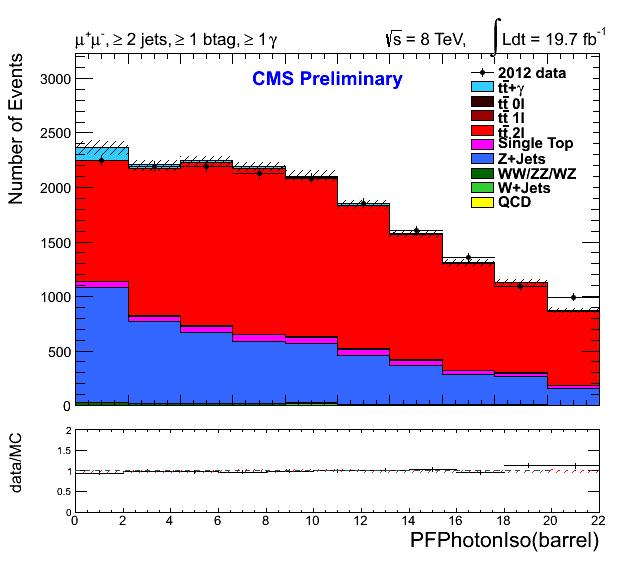 μ⁺μ⁻, ≥ 2 jets, ≥ 1 btag, ≥ 1 γ
√s = 8 TeV, ∫ Ldt = 19.7 fb⁻¹
Number of Events
CMS Preliminary
2012 data
tt̄+γ
tt̄ 0l
tt̄ 1l
tt̄ 2l
Single Top
Z+Jets
WW/ZZ/WZ
W+Jets
QCD
3000
2500
2000
1500
1000
500
0
data/MC
2
1.5
1
0.5
0
0 2 4 6 8 10 12 14 16 18 20 22
PFPhotonIso(barrel)